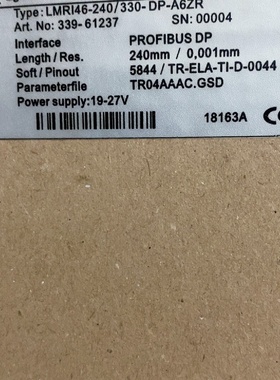 Type: LMRI46-240/330-DP-A6ZR
Art. No: 339-61237 SN: 00004
Interface PROFIBUS DP
Length / Res. 240mm / 0,001mm
Soft / Pinout 5844 / TR-ELA-TI-D-0044
Parameterfile TR04AAAC.GSD
Power supply: 19-27V
18163A CE